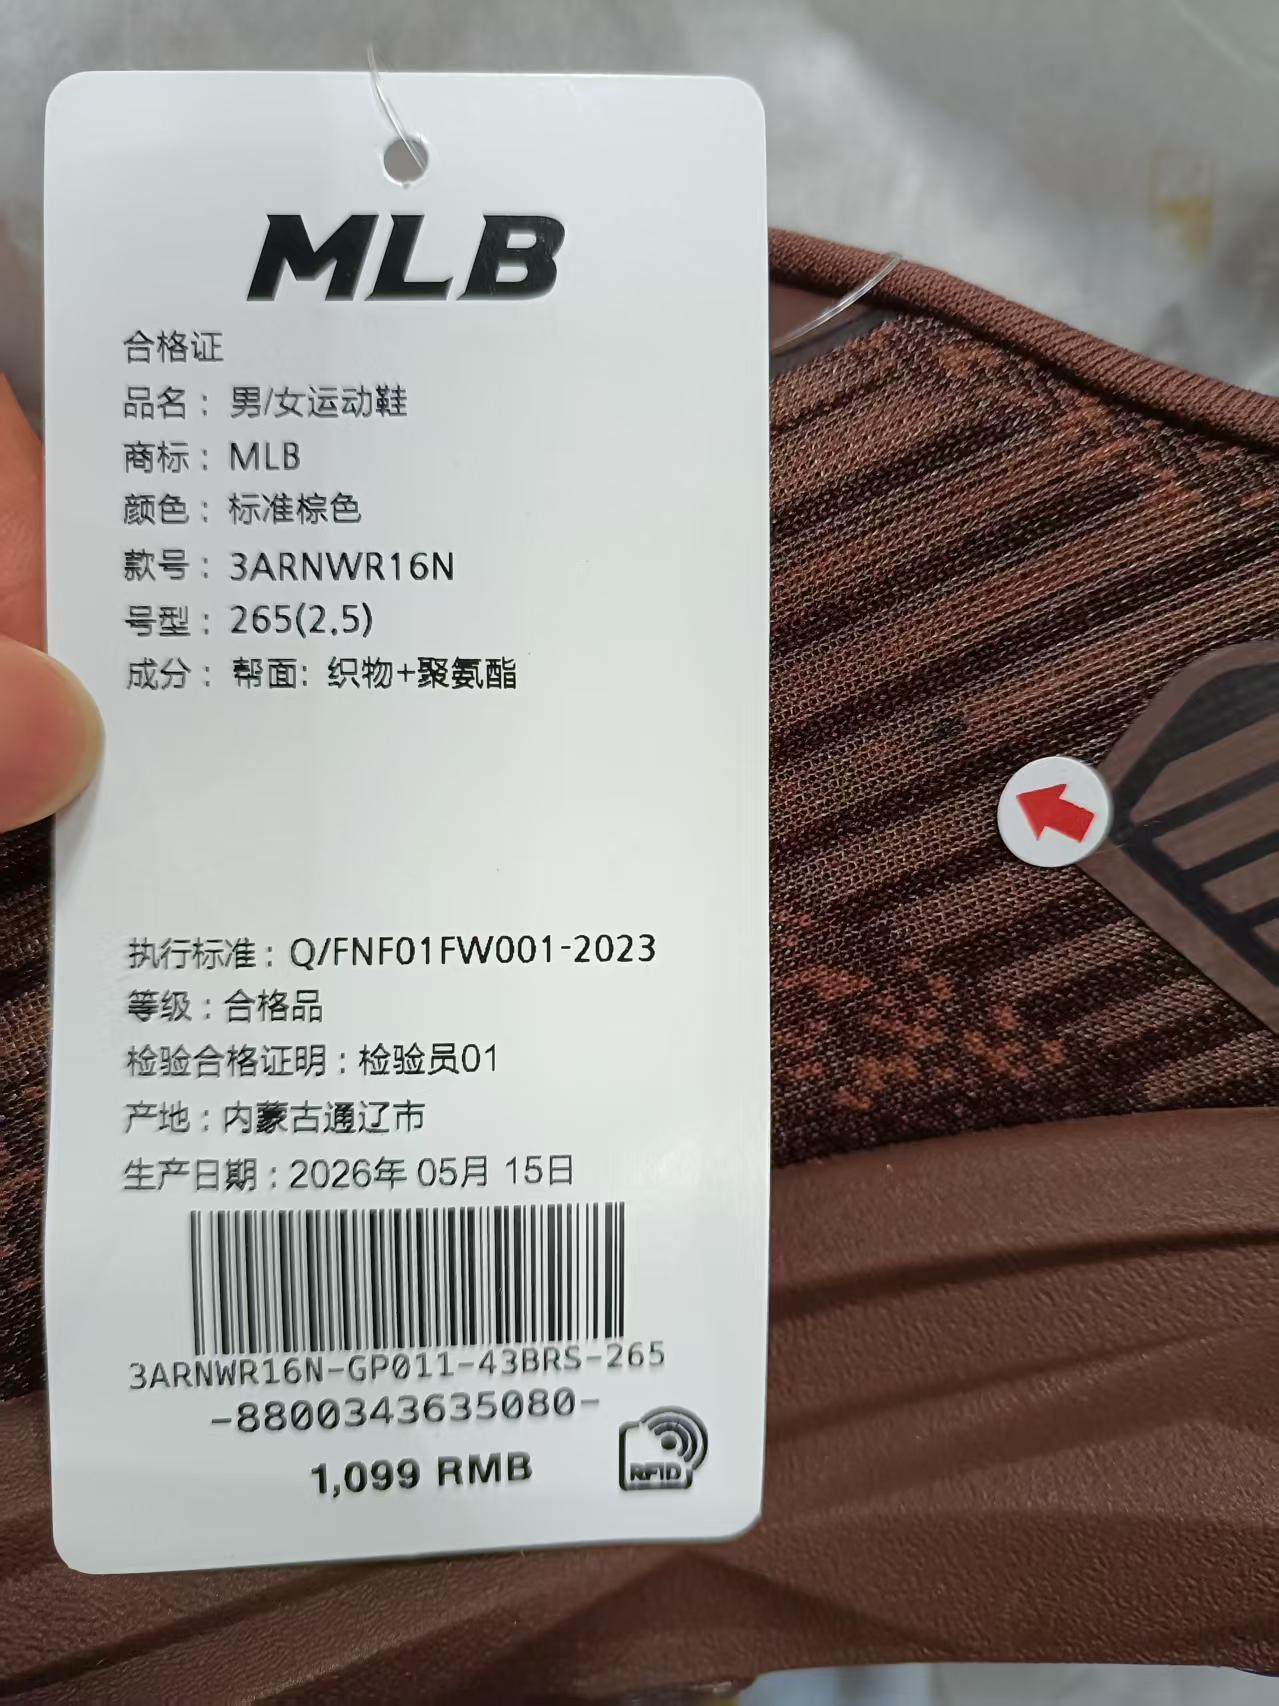 MLB
合格证
品名：男/女运动鞋
商标：MLB
颜色：标准棕色
款号：3ARNWR16N
号型：265(2.5)
成分：帮面：织物+聚氨酯
执行标准：Q/FNF01FW001-2023
等级：合格品
检验合格证明：检验员01
产地：内蒙古通辽市
生产日期：2026年 05月 15日
3ARNWR16N-GP011-43BRS-265
-8800343635080-
1,099 RMB
RFID